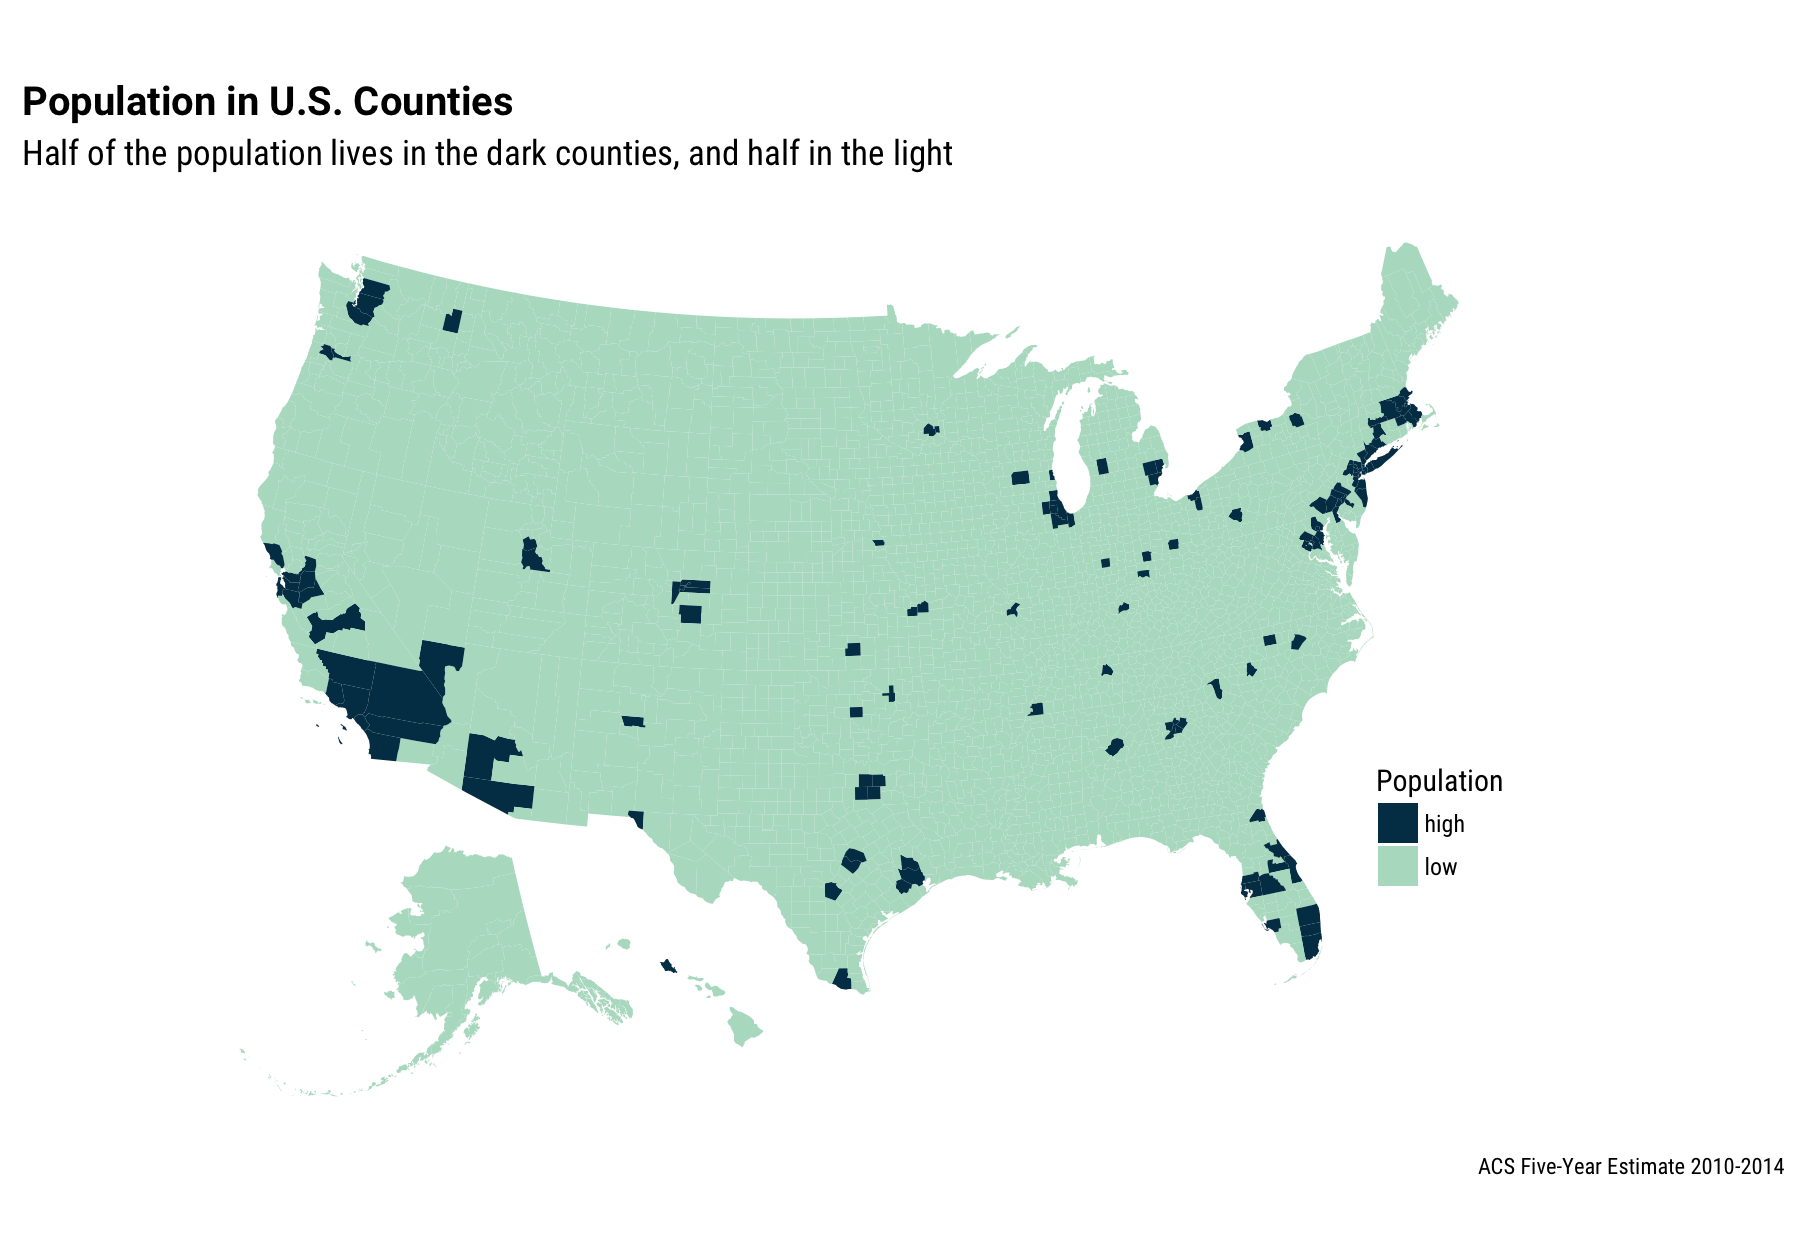 Population in U.S. Counties
Half of the population lives in the dark counties, and half in the light
Population
high
low
ACS Five-Year Estimate 2010-2014